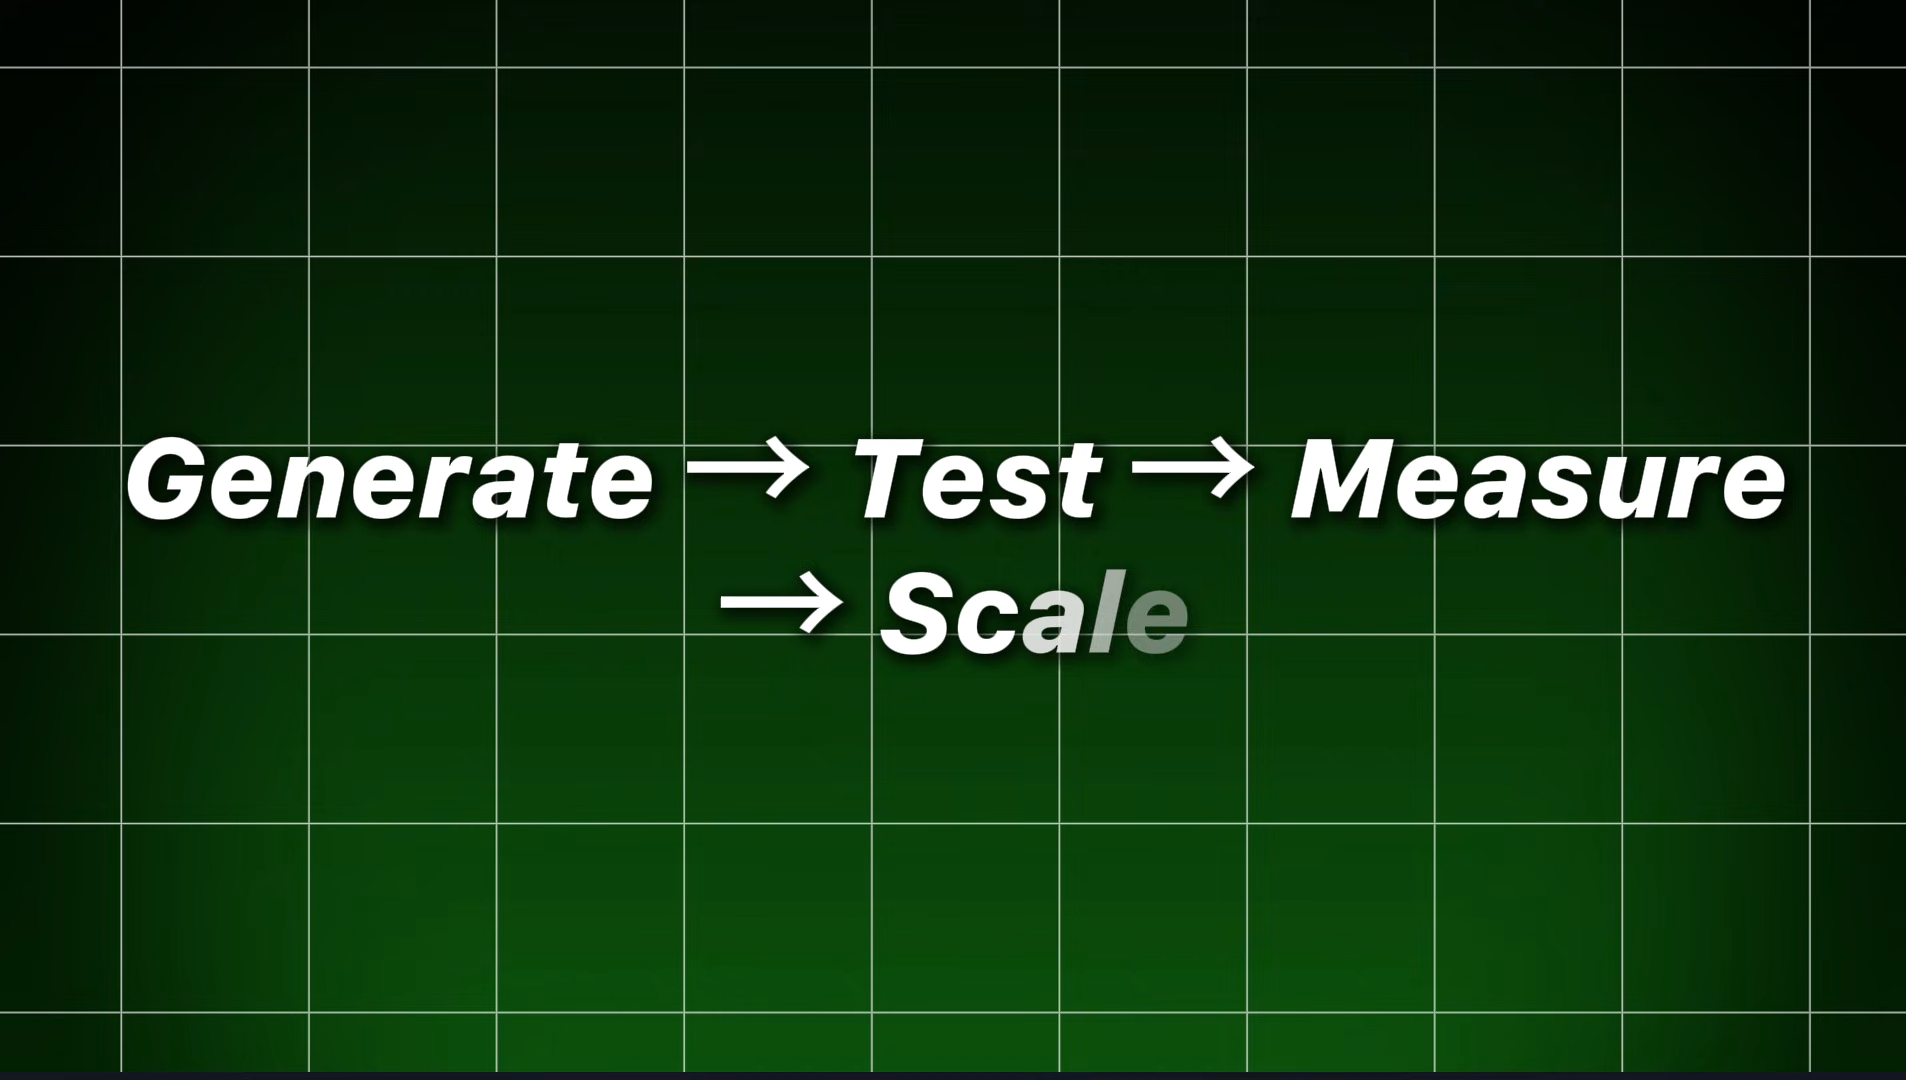 Generate → Test → Measure
→ Scale